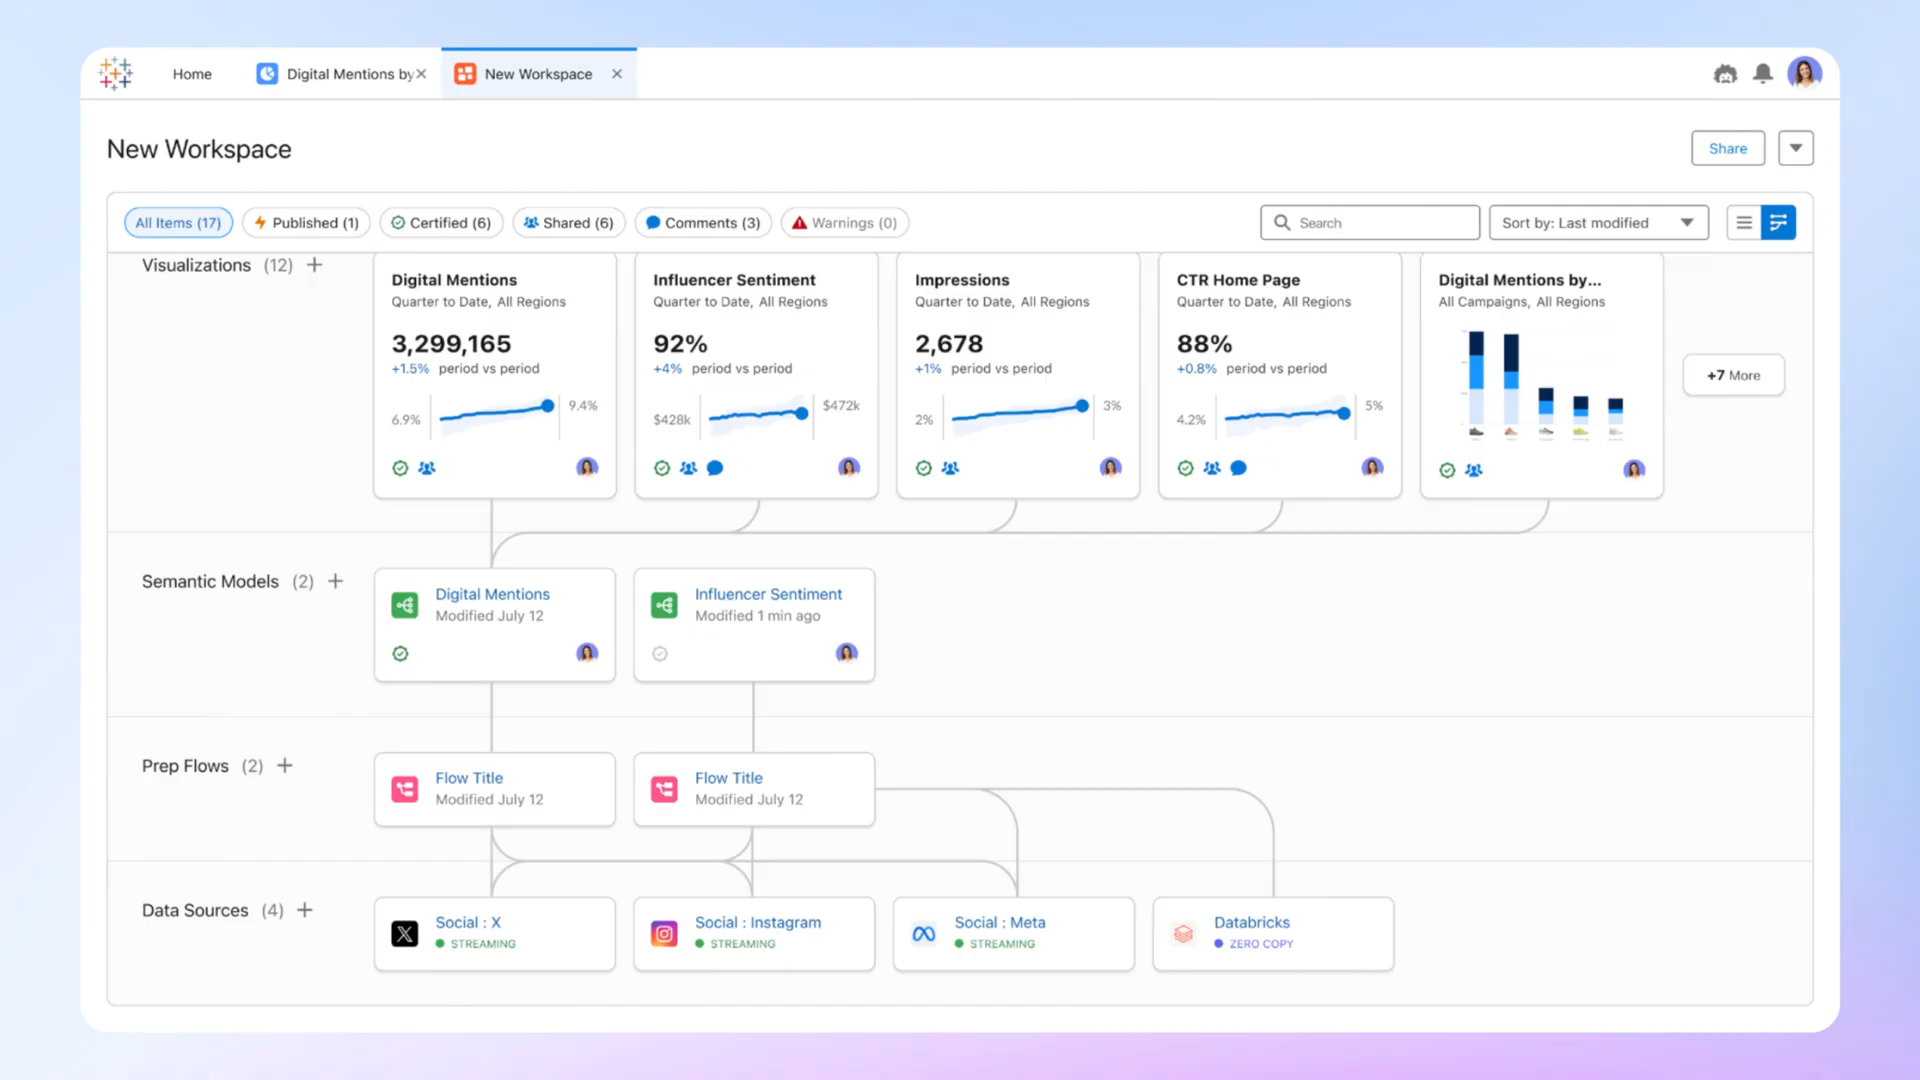 Home
Digital Mentions by
New Workspace
New Workspace
Share
All Items (17)
Published (1)
Certified (6)
Shared (6)
Comments (3)
Warnings (0)
Search
Sort by: Last modified
Visualizations (12)
Digital Mentions
Quarter to Date, All Regions
3,299,165
+1.5% period vs period
6.9%
9.4%
Influencer Sentiment
Quarter to Date, All Regions
92%
+4% period vs period
$428k
$472k
Impressions
Quarter to Date, All Regions
2,678
+1% period vs period
2%
3%
CTR Home Page
Quarter to Date, All Regions
88%
+0.8% period vs period
4.2%
5%
Digital Mentions by...
All Campaigns, All Regions
+7 More
Semantic Models (2)
Digital Mentions
Modified July 12
Influencer Sentiment
Modified 1 min ago
Prep Flows (2)
Flow Title
Modified July 12
Flow Title
Modified July 12
Data Sources (4)
Social : X
STREAMING
Social : Instagram
STREAMING
Social : Meta
STREAMING
Databricks
ZERO COPY